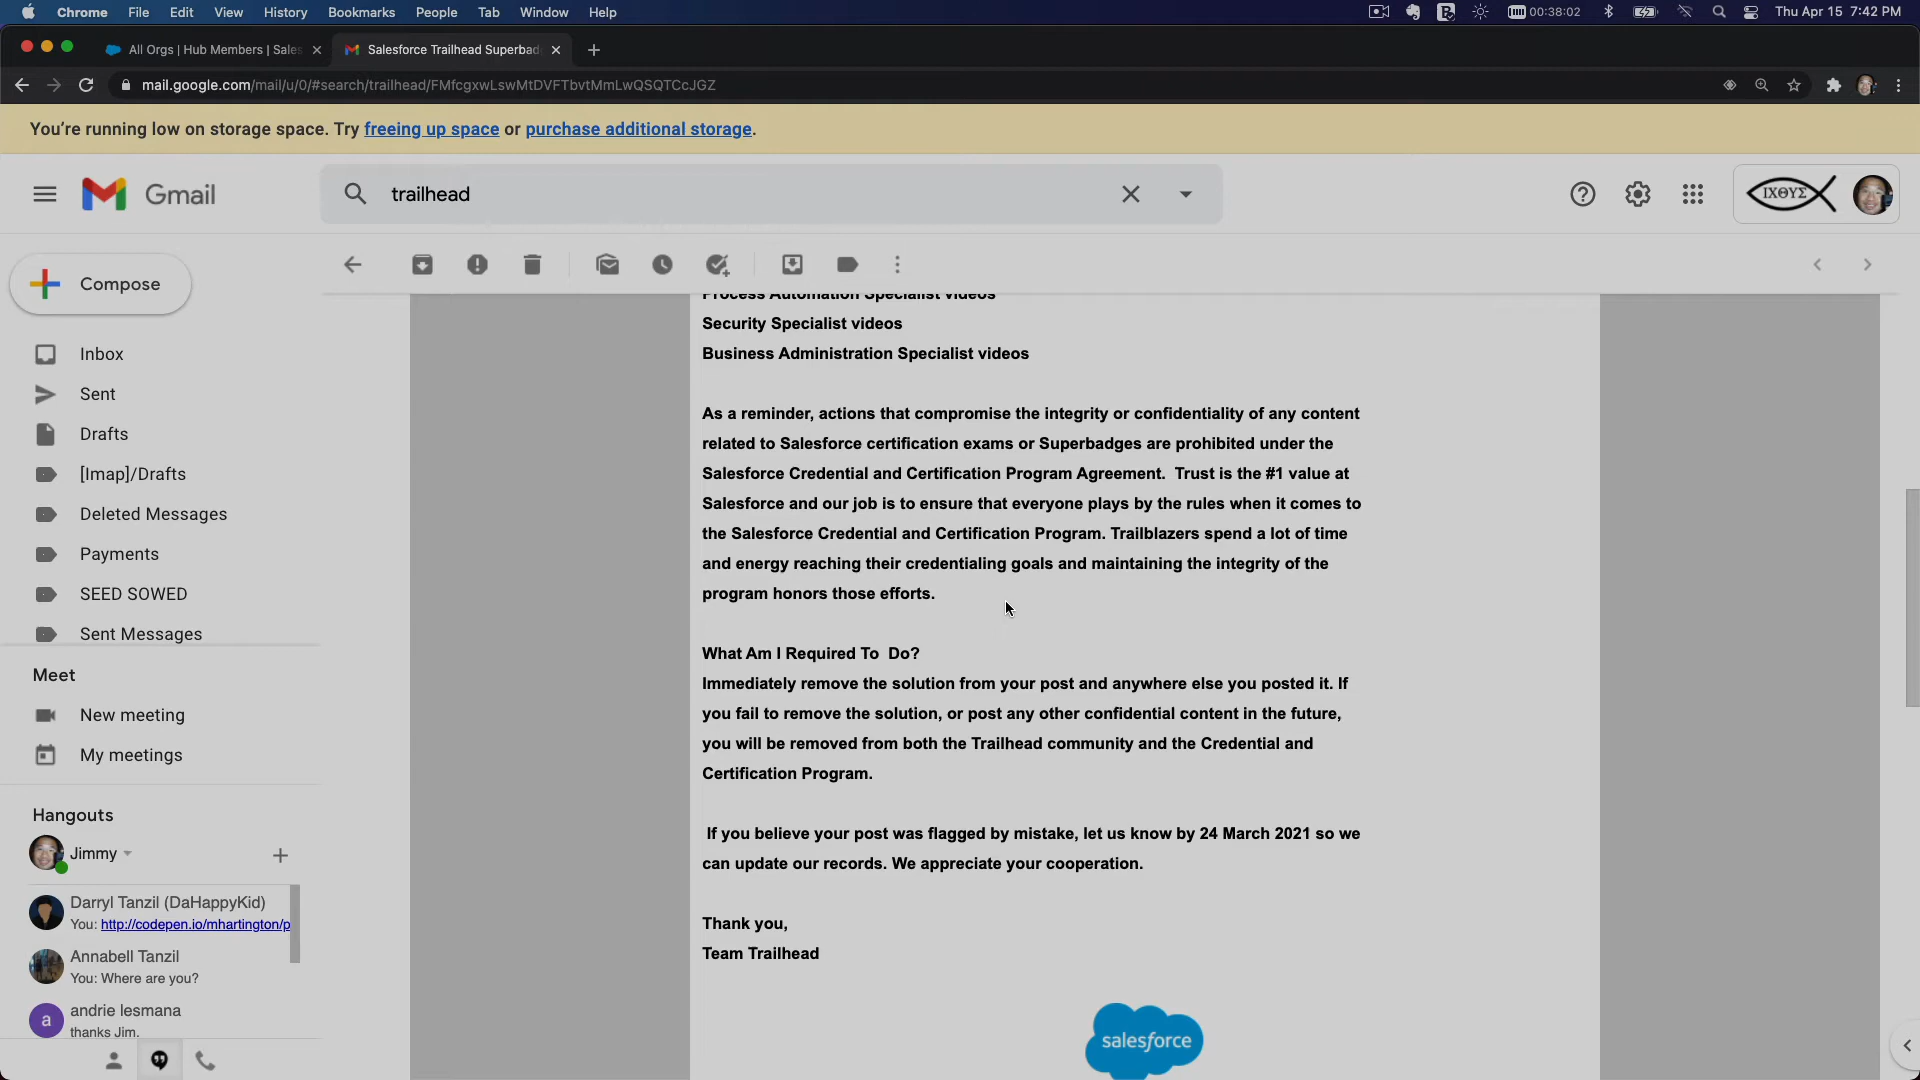 Chrome File Edit View History Bookmarks People Tab Window Help
00:38:02
Thu Apr 15 7:42 PM
All Orgs | Hub Members | Sales
Salesforce Trailhead Superbad
mail.google.com/mail/u/0/#search/trailhead/FMfcgxwLswMtDVFTbvtMmLwQSQTCcJGZ
You're running low on storage space. Try freeing up space or purchase additional storage.
Gmail
trailhead
ΙΧΘΥΣ
Compose
Inbox
Sent
Drafts
[Imap]/Drafts
Deleted Messages
Payments
SEED SOWED
Sent Messages
Meet
New meeting
My meetings
Hangouts
Jimmy
Darryl Tanzil (DaHappyKid)
You: http://codepen.io/mhartington/p
Annabell Tanzil
You: Where are you?
a
andrie lesmana
thanks Jim.
Process Automation Specialist videos
Security Specialist videos
Business Administration Specialist videos
As a reminder, actions that compromise the integrity or confidentiality of any content
related to Salesforce certification exams or Superbadges are prohibited under the
Salesforce Credential and Certification Program Agreement.  Trust is the #1 value at
Salesforce and our job is to ensure that everyone plays by the rules when it comes to
the Salesforce Credential and Certification Program. Trailblazers spend a lot of time
and energy reaching their credentialing goals and maintaining the integrity of the
program honors those efforts.
What Am I Required To  Do?
Immediately remove the solution from your post and anywhere else you posted it. If
you fail to remove the solution, or post any other confidential content in the future,
you will be removed from both the Trailhead community and the Credential and
Certification Program.
If you believe your post was flagged by mistake, let us know by 24 March 2021 so we
can update our records. We appreciate your cooperation.
Thank you,
Team Trailhead
salesforce